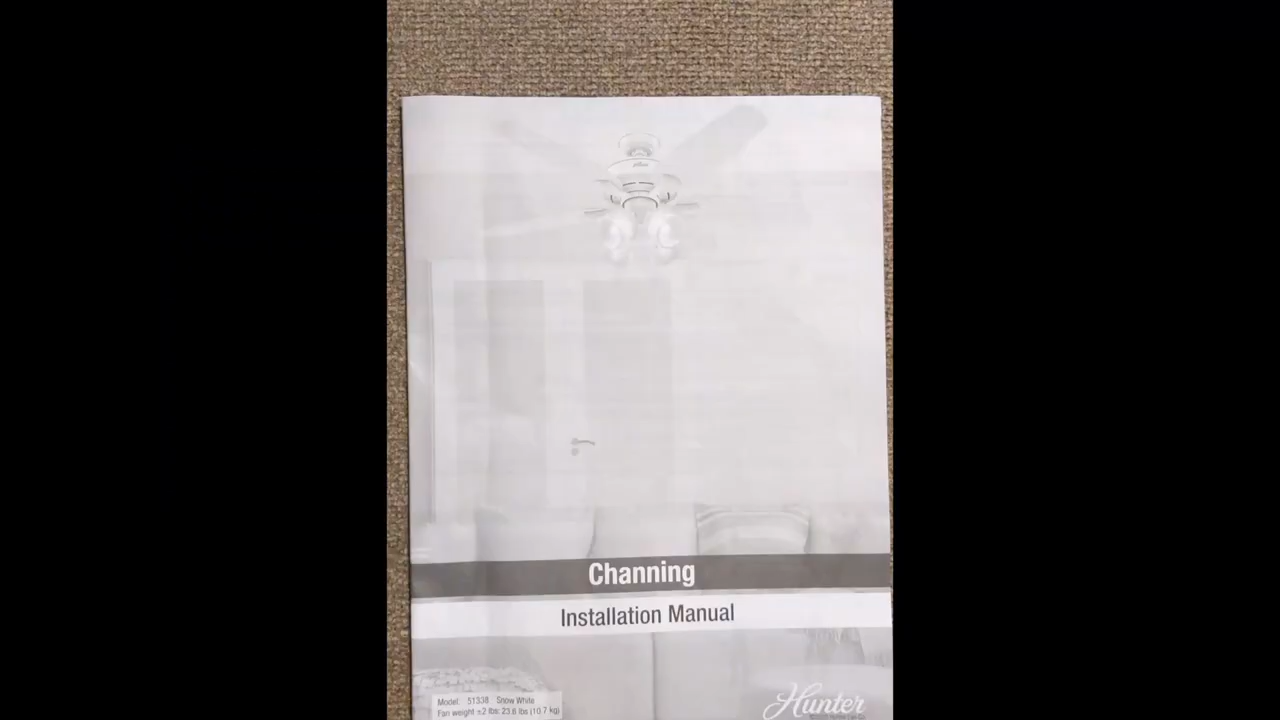 Channing
Installation Manual
Model: 51338 Snow White
Fan weight ±2 lbs: 23.6 lbs (10.7 kg)
Hunter